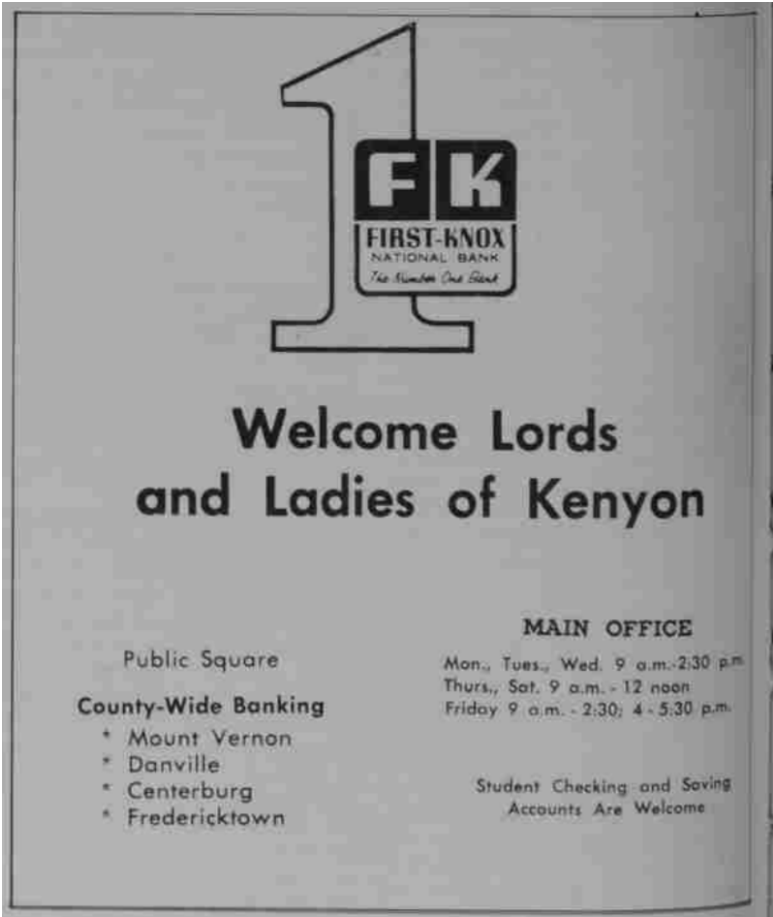 1
FK
FIRST-KNOX
NATIONAL BANK
The Number One Bank
Welcome Lords
and Ladies of Kenyon
Public Square
County-Wide Banking
* Mount Vernon
* Danville
* Centerburg
* Fredericktown
MAIN OFFICE
Mon., Tues., Wed. 9 a.m.-2:30 p.m.
Thurs., Sat. 9 a.m. - 12 noon
Friday 9 a.m. - 2:30; 4 - 5:30 p.m.
Student Checking and Saving
Accounts Are Welcome